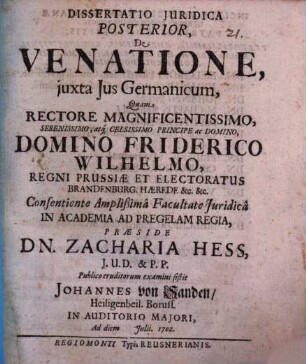 DISSERTATIO JURIDICA
POSTERIOR, 21.
De
VENATIONE,
juxta Jus Germanicum,
Quam
RECTORE MAGNIFICENTISSIMO,
SERENISSIMO eatq; CELSISSIMO PRINCIPE ac DOMINO,
DOMINO FRIDERICO
WILHELMO,
REGNI PRUSSIÆ ET ELECTORATUS
BRANDENBURG. HÆREDE &c. &c.
Consentiente Amplissimâ Facultate Juridicâ
IN ACADEMIA AD PREGELAM REGIA,
PRÆSIDE
DN. ZACHARIA HESS,
J. U. D. & P. P.
Publico eruditorum examini sistit
JOHANNES von Sanden/
Heiligenbeil. Boruss.
IN AUDITORIO MAJORI,
Ad diem Julii. 1702.
REGIOMONTI Typis REUSNERIANIS.